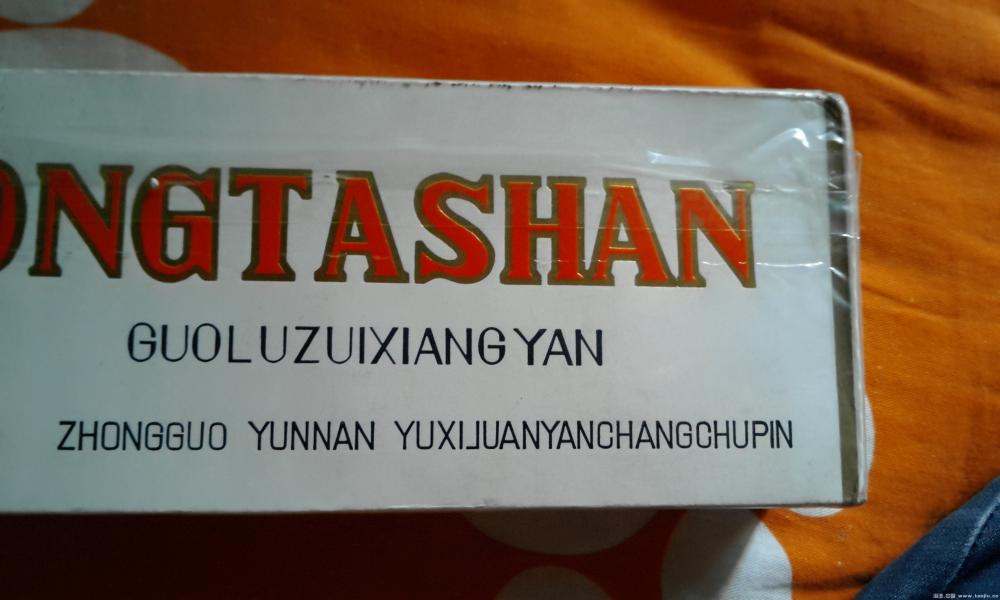 ONGTASHAN
GUOLUZUIXIANGYAN
ZHONGGUO YUNNAN YUXIJUANYANCHANGCHUPIN